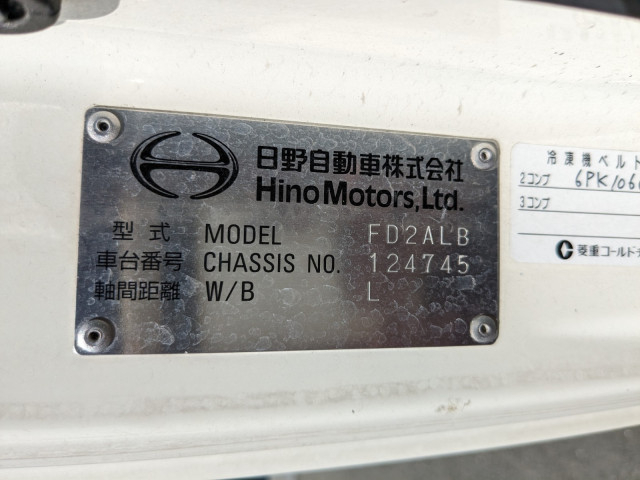 日野自動車株式会社
Hino Motors, Ltd.
型式 MODEL FD2ALB
車台番号 CHASSIS NO. 124745
軸間距離 W/B L
冷凍機ベルト
2コンプ 6PK106
3コンプ
菱重コールド